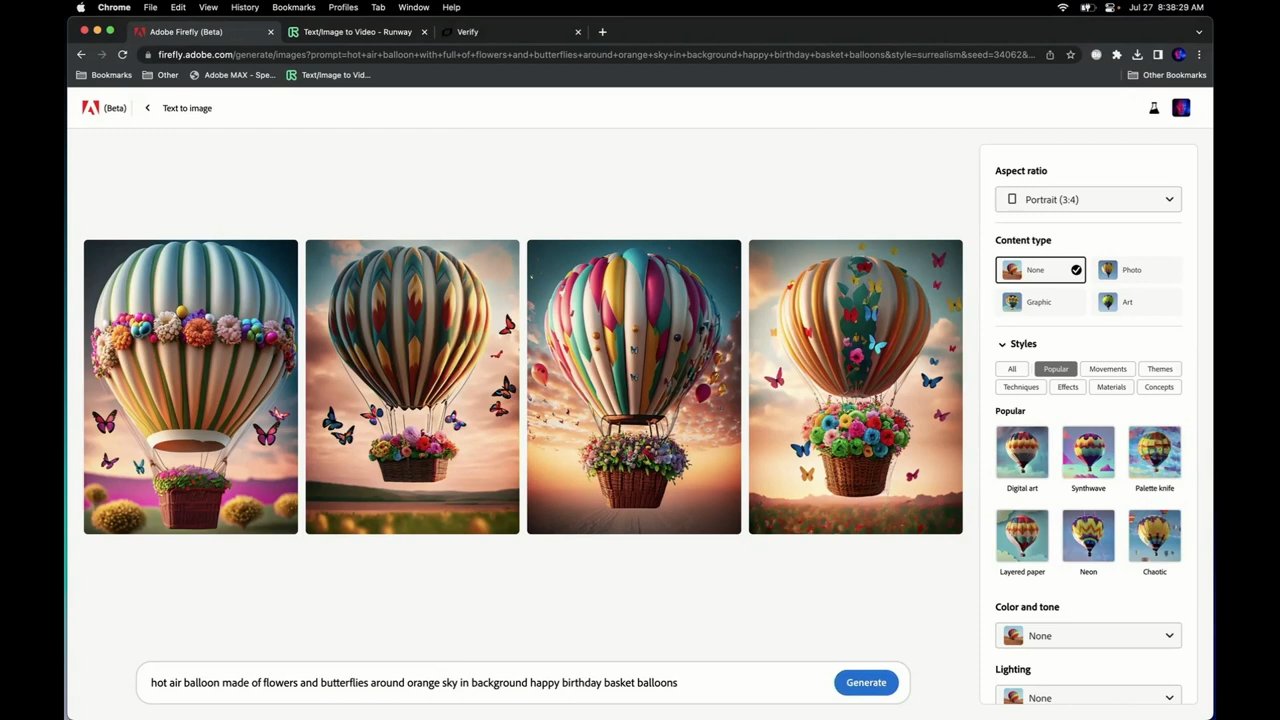 Chrome File Edit View History Bookmarks Profiles Tab Window Help Jul 27 8:38:29 AM
Adobe Firefly (Beta) Text/Image to Video - Runway Verify
firefly.adobe.com/generate/images?prompt=hot+air+balloon+with+full+of+flowers+and+butterflies+around+orange+sky+in+background+happy+birthday+basket+balloons&style=surrealism&seed=34062&...
Bookmarks Other Adobe MAX - Spe... Text/Image to Vid... Other Bookmarks
(Beta) Text to image
Aspect ratio
Portrait (3:4)
Content type
None Photo
Graphic Art
Styles
All Popular Movements Themes
Techniques Effects Materials Concepts
Popular
Digital art Synthwave Palette knife
Layered paper Neon Chaotic
Color and tone
None
Lighting
None
hot air balloon made of flowers and butterflies around orange sky in background happy birthday basket balloons Generate